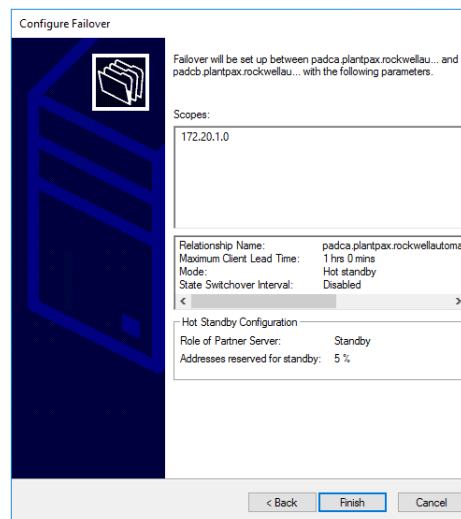 Configure Failover
Failover will be set up between padca.plantpax.rockwellau... and
padcb.plantpax.rockwellau... with the following parameters.
Scopes:
172.20.1.0
Relationship Name: padca.plantpax.rockwellautoma
Maximum Client Lead Time: 1 hrs 0 mins
Mode: Hot standby
State Switchover Interval: Disabled
Hot Standby Configuration
Role of Partner Server: Standby
Addresses reserved for standby: 5 %
< Back Finish Cancel